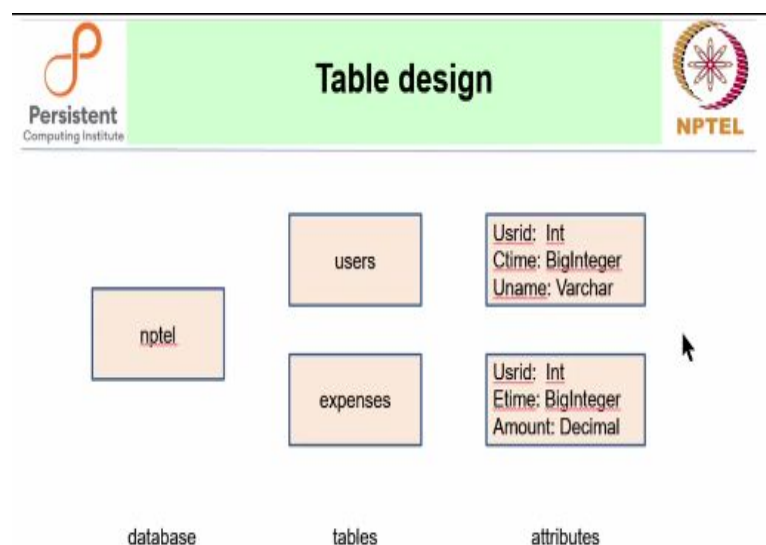 Persistent
Computing Institute
Table design
NPTEL
nptel
users
Usrid: Int
Ctime: BigInteger
Uname: Varchar
expenses
Usrid: Int
Etime: BigInteger
Amount: Decimal
database
tables
attributes